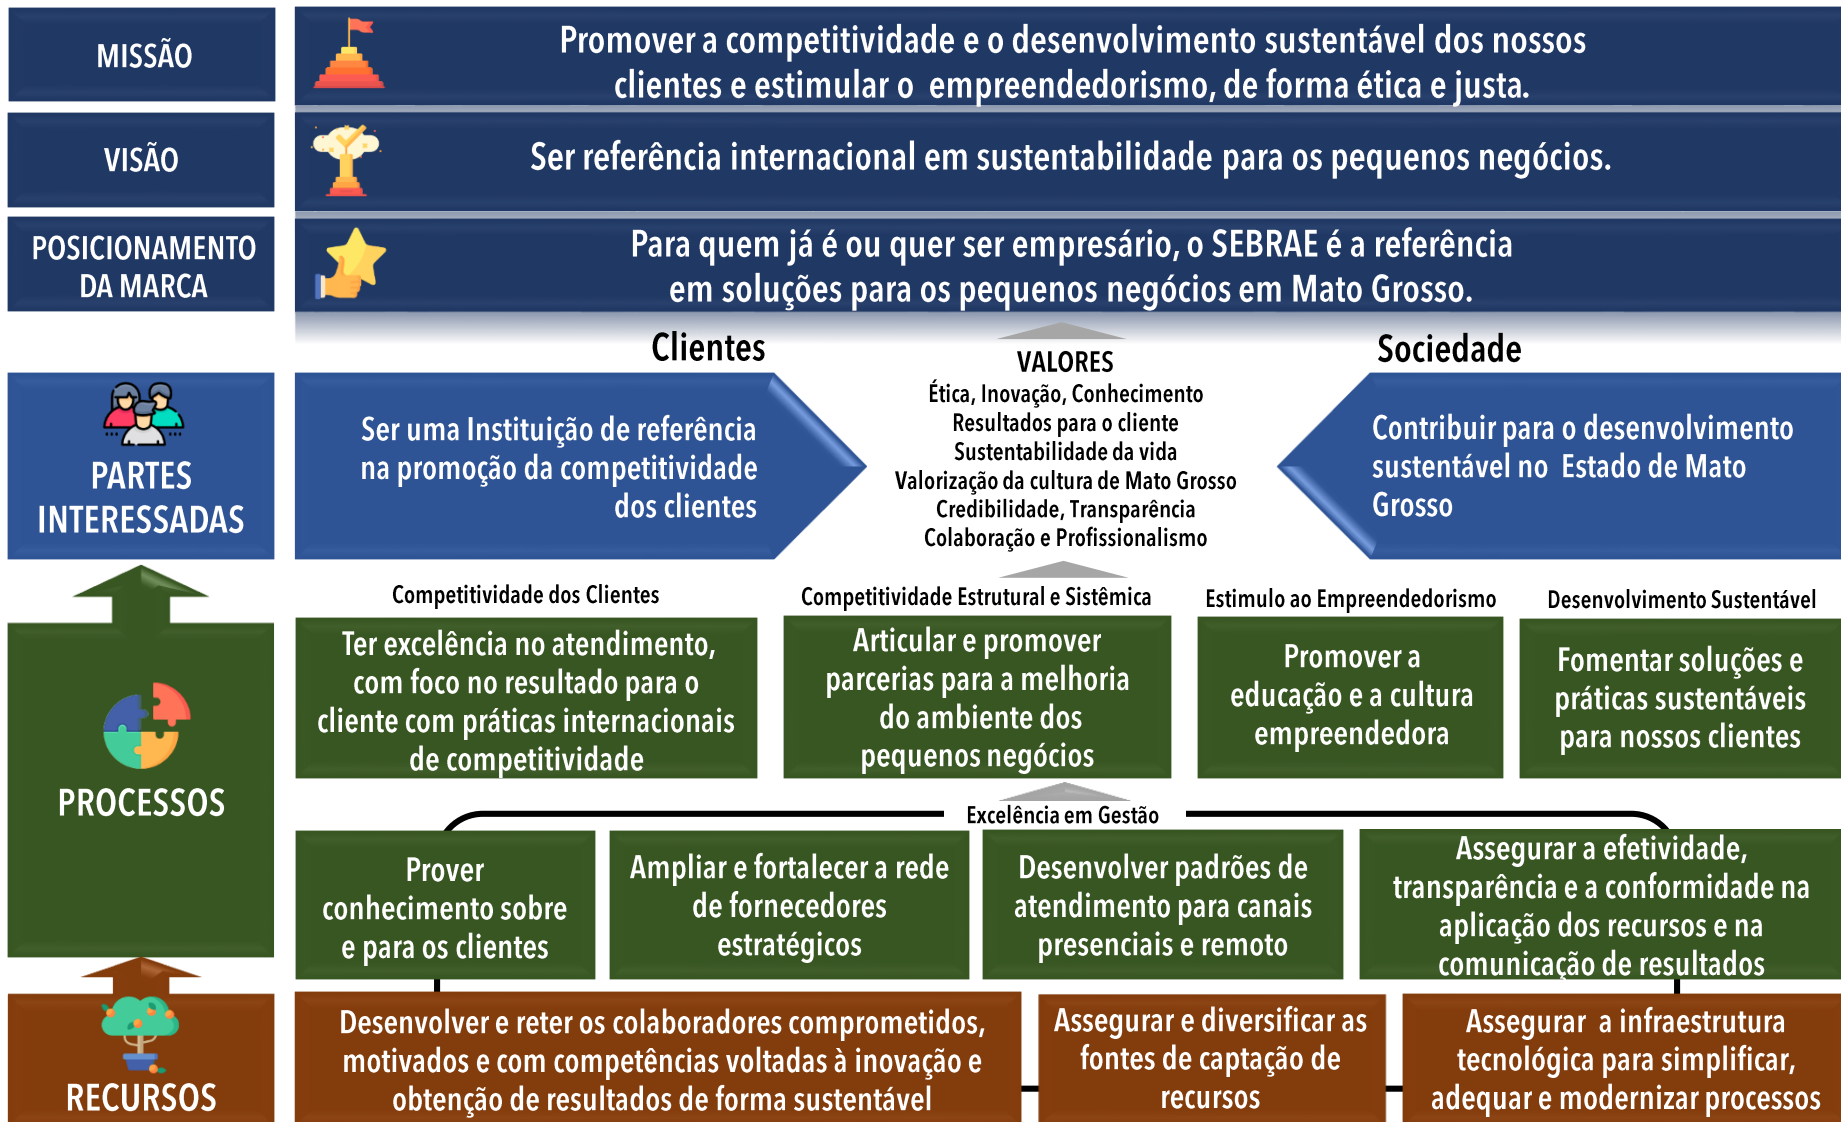 MISSÃO
Promover a competitividade e o desenvolvimento sustentável dos nossos
clientes e estimular o empreendedorismo, de forma ética e justa.
VISÃO
Ser referência internacional em sustentabilidade para os pequenos negócios.
POSICIONAMENTO
DA MARCA
Para quem já é ou quer ser empresário, o SEBRAE é a referência
em soluções para os pequenos negócios em Mato Grosso.
PARTES
INTERESSADAS
Clientes
Ser uma Instituição de referência
na promoção da competitividade
dos clientes
VALORES
Ética, Inovação, Conhecimento
Resultados para o cliente
Sustentabilidade da vida
Valorização da cultura de Mato Grosso
Credibilidade, Transparência
Colaboração e Profissionalismo
Sociedade
Contribuir para o desenvolvimento
sustentável no Estado de Mato
Grosso
PROCESSOS
Competitividade dos Clientes
Ter excelência no atendimento,
com foco no resultado para o
cliente com práticas internacionais
de competitividade
Competitividade Estrutural e Sistêmica
Articular e promover
parcerias para a melhoria
do ambiente dos
pequenos negócios
Estimulo ao Empreendedorismo
Promover a
educação e a cultura
empreendedora
Desenvolvimento Sustentável
Fomentar soluções e
práticas sustentáveis
para nossos clientes
Excelência em Gestão
Prover
conhecimento sobre
e para os clientes
Ampliar e fortalecer a rede
de fornecedores
estratégicos
Desenvolver padrões de
atendimento para canais
presenciais e remoto
Assegurar a efetividade,
transparência e a conformidade na
aplicação dos recursos e na
comunicação de resultados
RECURSOS
Desenvolver e reter os colaboradores comprometidos,
motivados e com competências voltadas à inovação e
obtenção de resultados de forma sustentável
Assegurar e diversificar as
fontes de captação de
recursos
Assegurar a infraestrutura
tecnológica para simplificar,
adequar e modernizar processos